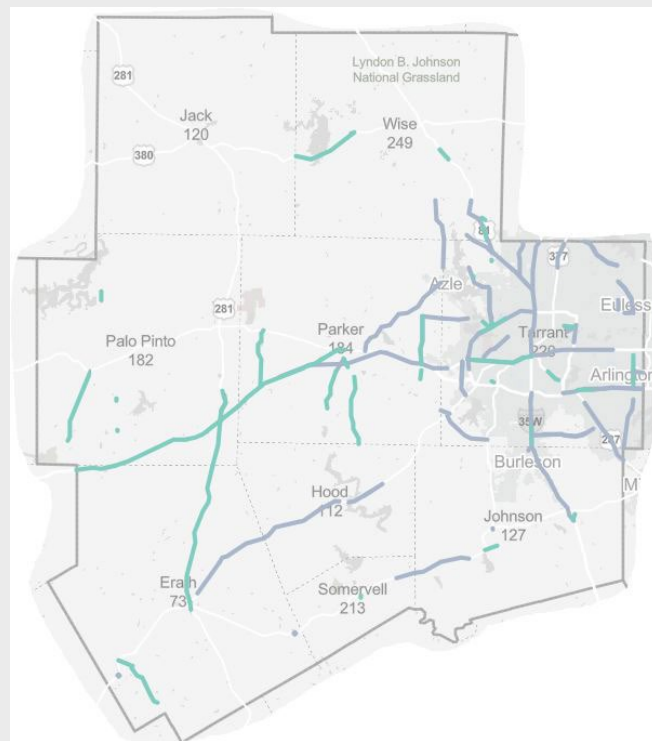 Lyndon B. Johnson
National Grassland
281
Jack
120
Wise
249
380
81
377
Azle
Euless
281
Parker
184
Palo Pinto
182
Tarrant
229
Arlington
35W
287
Burleson
M
Hood
112
Johnson
127
Erath
73
Somervell
213